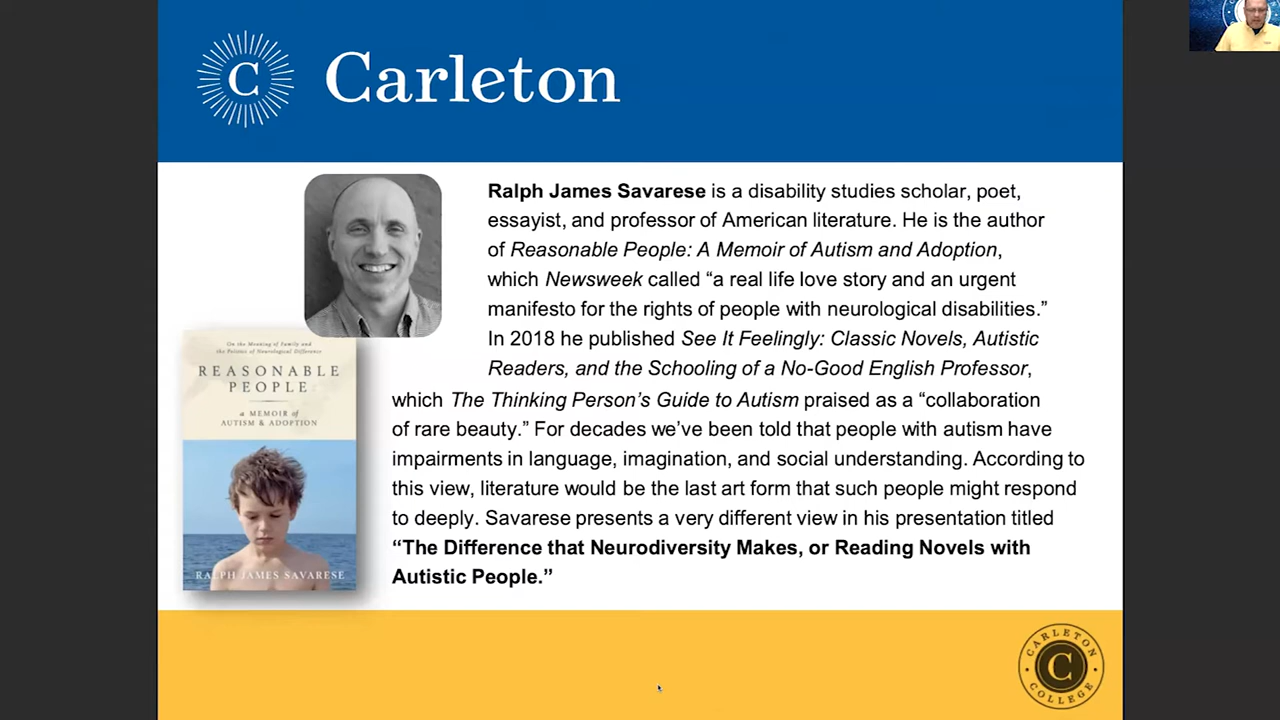 C Carleton
Ralph James Savarese is a disability studies scholar, poet,
essayist, and professor of American literature. He is the author
of Reasonable People: A Memoir of Autism and Adoption,
which Newsweek called “a real life love story and an urgent
manifesto for the rights of people with neurological disabilities.”
In 2018 he published See It Feelingly: Classic Novels, Autistic
Readers, and the Schooling of a No-Good English Professor,
which The Thinking Person’s Guide to Autism praised as a “collaboration
of rare beauty.” For decades we’ve been told that people with autism have
impairments in language, imagination, and social understanding. According to
this view, literature would be the last art form that such people might respond
to deeply. Savarese presents a very different view in his presentation titled
“The Difference that Neurodiversity Makes, or Reading Novels with
Autistic People.”
On the Meaning of Family and
the Politics of Neurological Difference
REASONABLE
PEOPLE
a MEMOIR of
AUTISM & ADOPTION
RALPH JAMES SAVARESE
CARLETON
C
COLLEGE